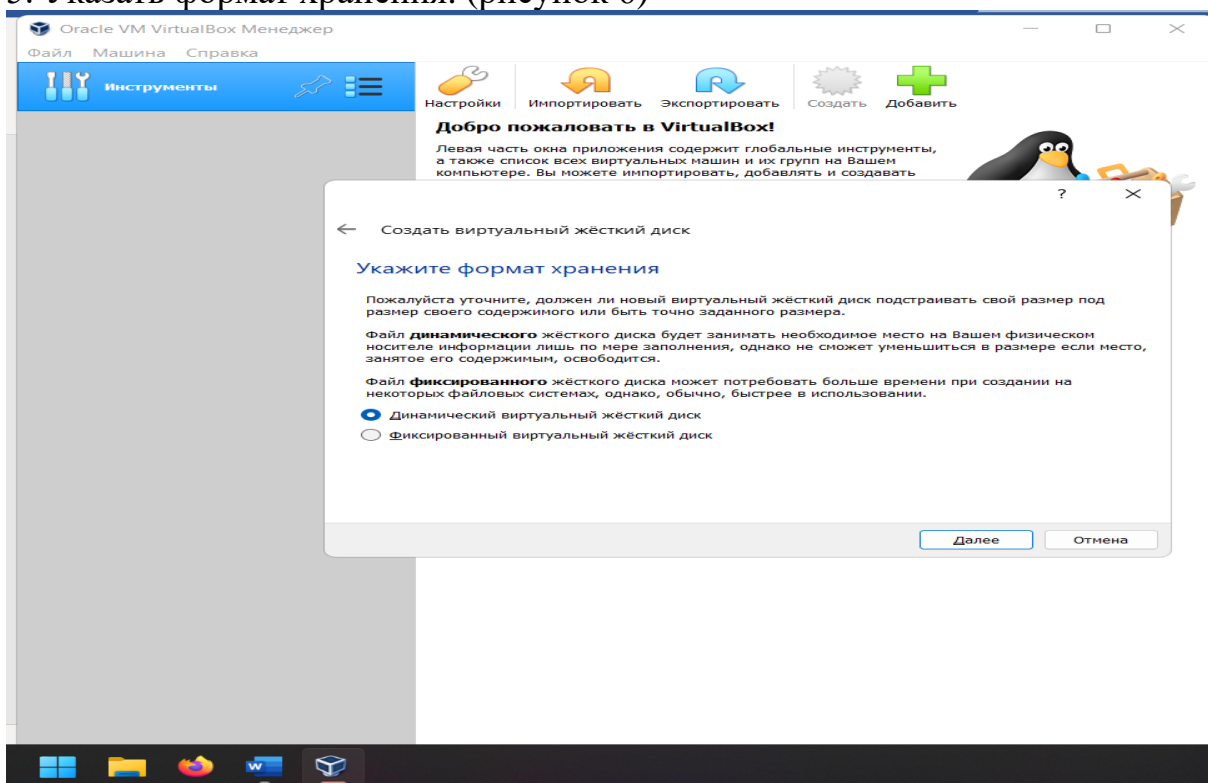 5. Указать формат хранения. (рисунок 6)
Oracle VM VirtualBox Менеджер
Файл Машина Справка
Инструменты
Настройки Импортировать Экспортировать Создать Добавить
Добро пожаловать в VirtualBox!
Левая часть окна приложения содержит глобальные инструменты,
а также список всех виртуальных машин и их групп на Вашем
компьютере. Вы можете импортировать, добавлять и создавать
?
Создать виртуальный жёсткий диск
Укажите формат хранения
Пожалуйста уточните, должен ли новый виртуальный жёсткий диск подстраивать свой размер под
размер своего содержимого или быть точно заданного размера.
Файл динамического жёсткого диска будет занимать необходимое место на Вашем физическом
носителе информации лишь по мере заполнения, однако не сможет уменьшиться в размере если место,
занятое его содержимым, освободится.
Файл фиксированного жёсткого диска может потребовать больше времени при создании на
некоторых файловых системах, однако, обычно, быстрее в использовании.
Динамический виртуальный жёсткий диск
Фиксированный виртуальный жёсткий диск
Далее Отмена
W